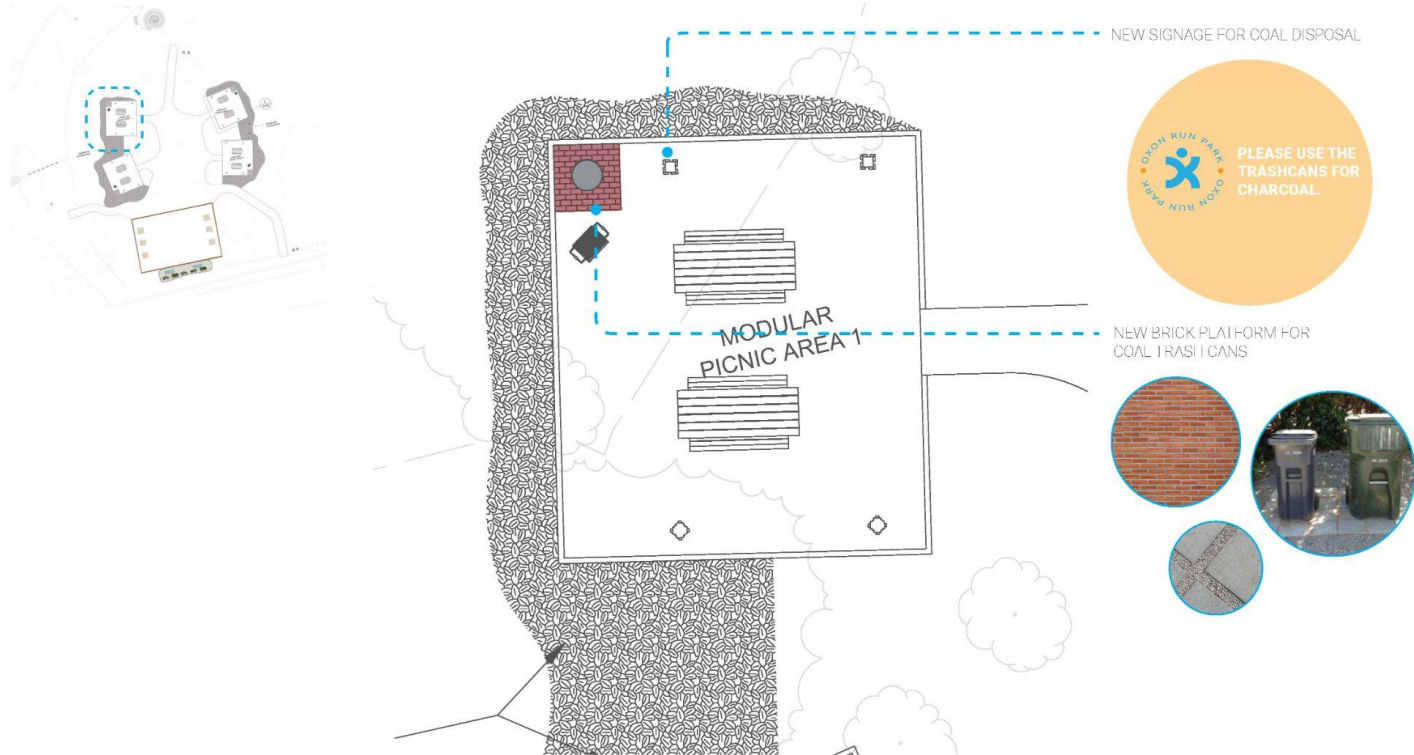 NEW SIGNAGE FOR COAL DISPOSAL
OXON RUN PARK
OXON RUN PARK
PLEASE USE THE
TRASHCANS FOR
CHARCOAL.
MODULAR
PICNIC AREA 1
NEW BRICK PLATFORM FOR
COAL TRASH CANS